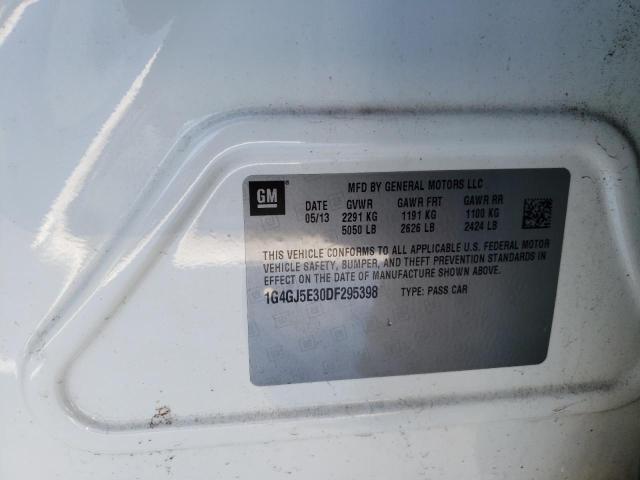 GM ®
MFD BY GENERAL MOTORS LLC
DATE GVWR GAWR FRT GAWR RR
05/13 2291 KG 1191 KG 1100 KG
5050 LB 2626 LB 2424 LB
THIS VEHICLE CONFORMS TO ALL APPLICABLE U.S. FEDERAL MOTOR
VEHICLE SAFETY, BUMPER, AND THEFT PREVENTION STANDARDS IN
EFFECT ON THE DATE OF MANUFACTURE SHOWN ABOVE.
1G4GJ5E30DF295398 TYPE: PASS CAR